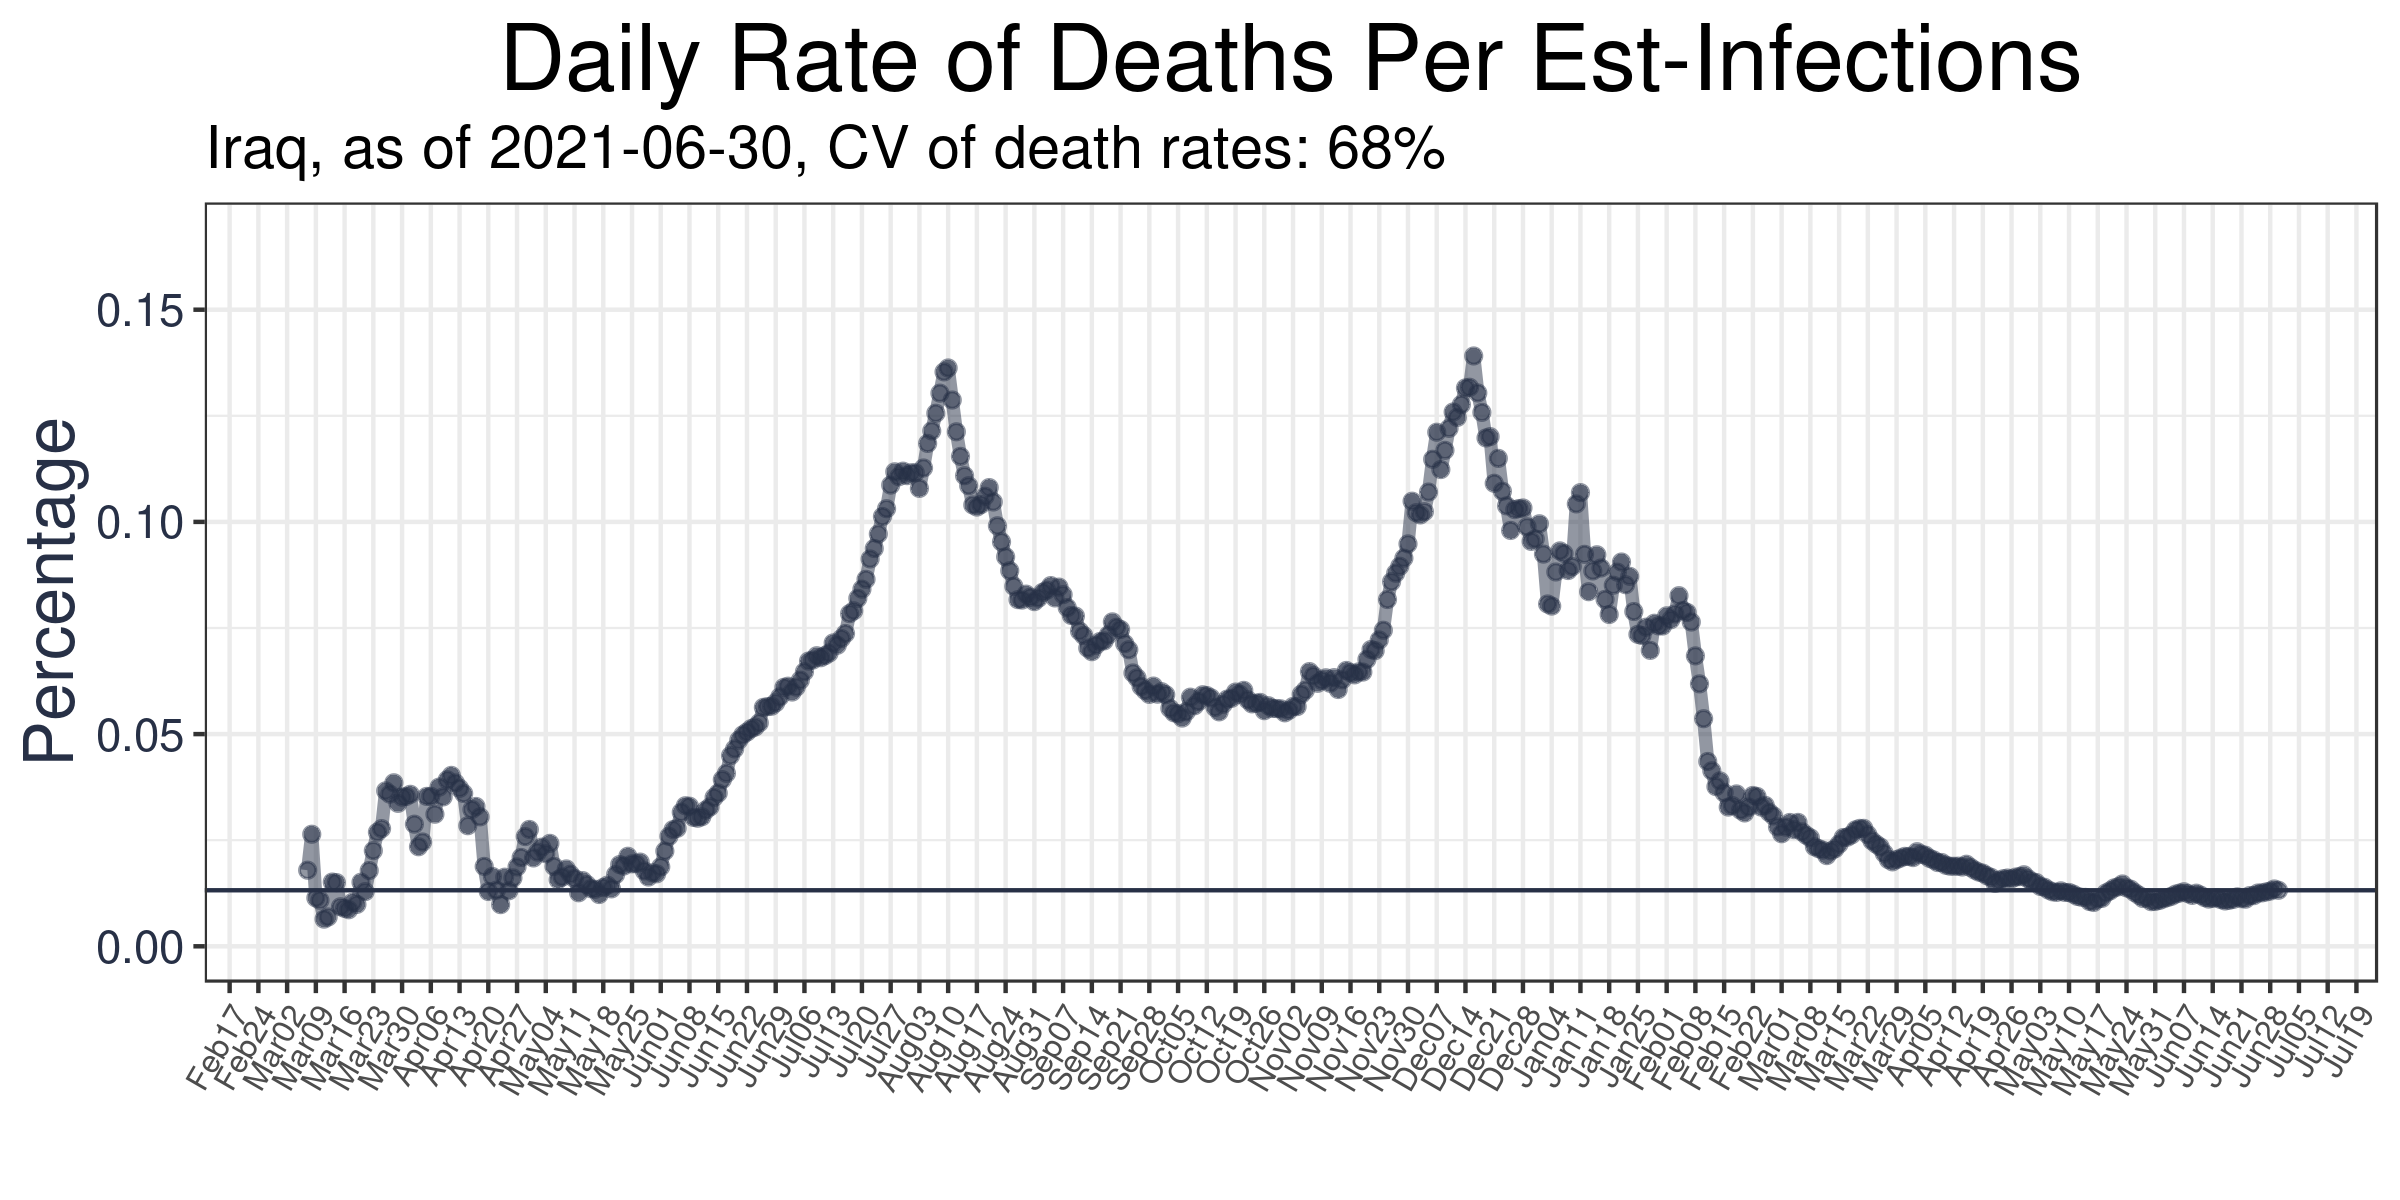 Daily Rate of Deaths Per Est-Infections
Iraq, as of 2021-06-30, CV of death rates: 68%
Percentage
0.15
0.10
0.05
0.00
Feb17 Feb24 Mar02 Mar09 Mar16 Mar23 Mar30 Apr06 Apr13 Apr20 Apr27 May04 May11 May18 May25 Jun01 Jun08 Jun15 Jun22 Jun29 Jul06 Jul13 Jul20 Jul27 Aug03 Aug10 Aug17 Aug24 Aug31 Sep07 Sep14 Sep21 Sep28 Oct05 Oct12 Oct19 Oct26 Nov02 Nov09 Nov16 Nov23 Nov30 Dec07 Dec14 Dec21 Dec28 Jan04 Jan11 Jan18 Jan25 Feb01 Feb08 Feb15 Feb22 Mar01 Mar08 Mar15 Mar22 Mar29 Apr05 Apr12 Apr19 Apr26 May03 May10 May17 May24 May31 Jun07 Jun14 Jun21 Jun28 Jul05 Jul12 Jul19